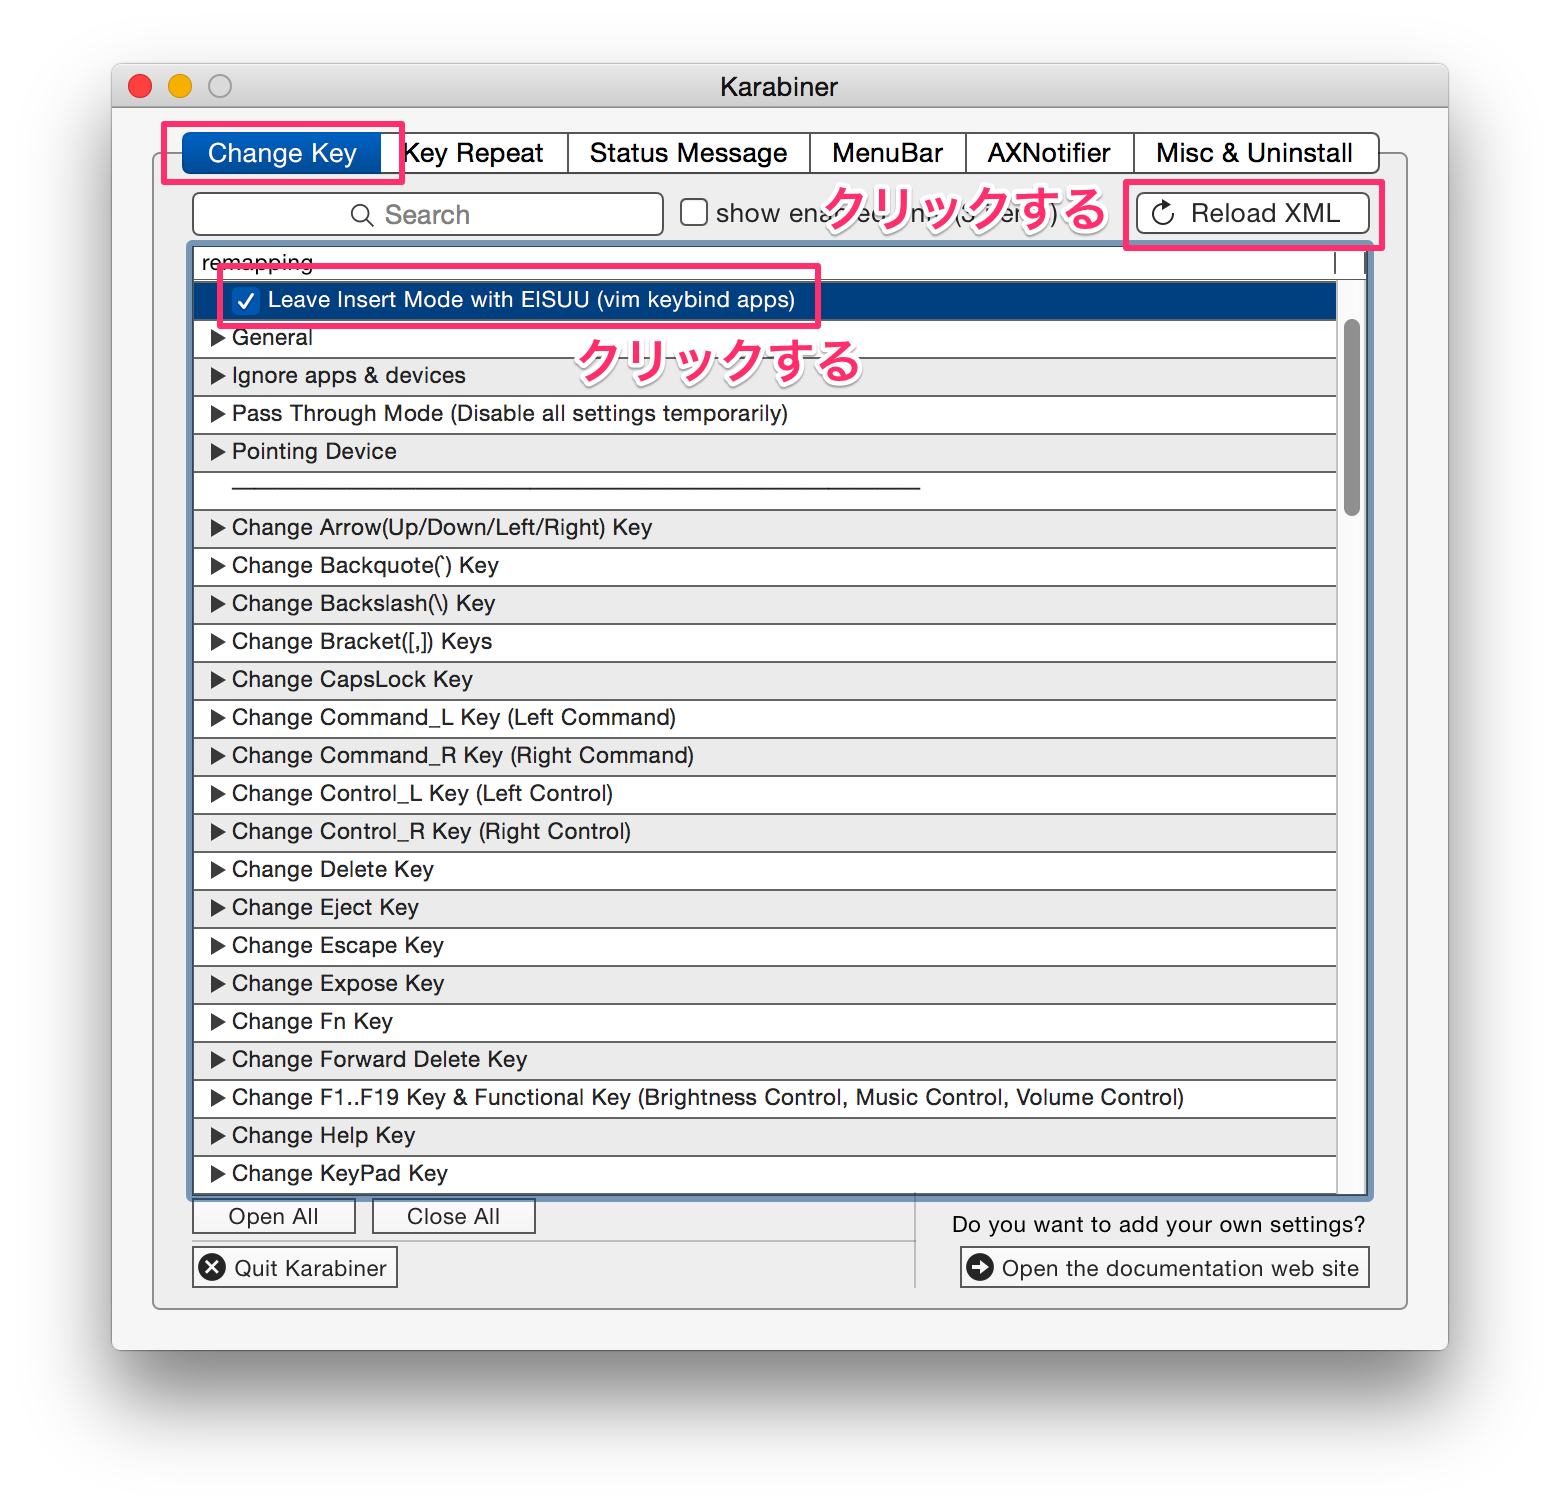 Karabiner
Change Key Key Repeat Status Message MenuBar AXNotifier Misc & Uninstall
Search show クリックする Reload XML
remapping
Leave Insert Mode with EISUU (vim keybind apps)
General
クリックする
Ignore apps & devices
Pass Through Mode (Disable all settings temporarily)
Pointing Device
Change Arrow(Up/Down/Left/Right) Key
Change Backquote(`) Key
Change Backslash(\) Key
Change Bracket([,]) Keys
Change CapsLock Key
Change Command_L Key (Left Command)
Change Command_R Key (Right Command)
Change Control_L Key (Left Control)
Change Control_R Key (Right Control)
Change Delete Key
Change Eject Key
Change Escape Key
Change Expose Key
Change Fn Key
Change Forward Delete Key
Change F1..F19 Key & Functional Key (Brightness Control, Music Control, Volume Control)
Change Help Key
Change KeyPad Key
Open All Close All
Do you want to add your own settings?
Quit Karabiner Open the documentation web site